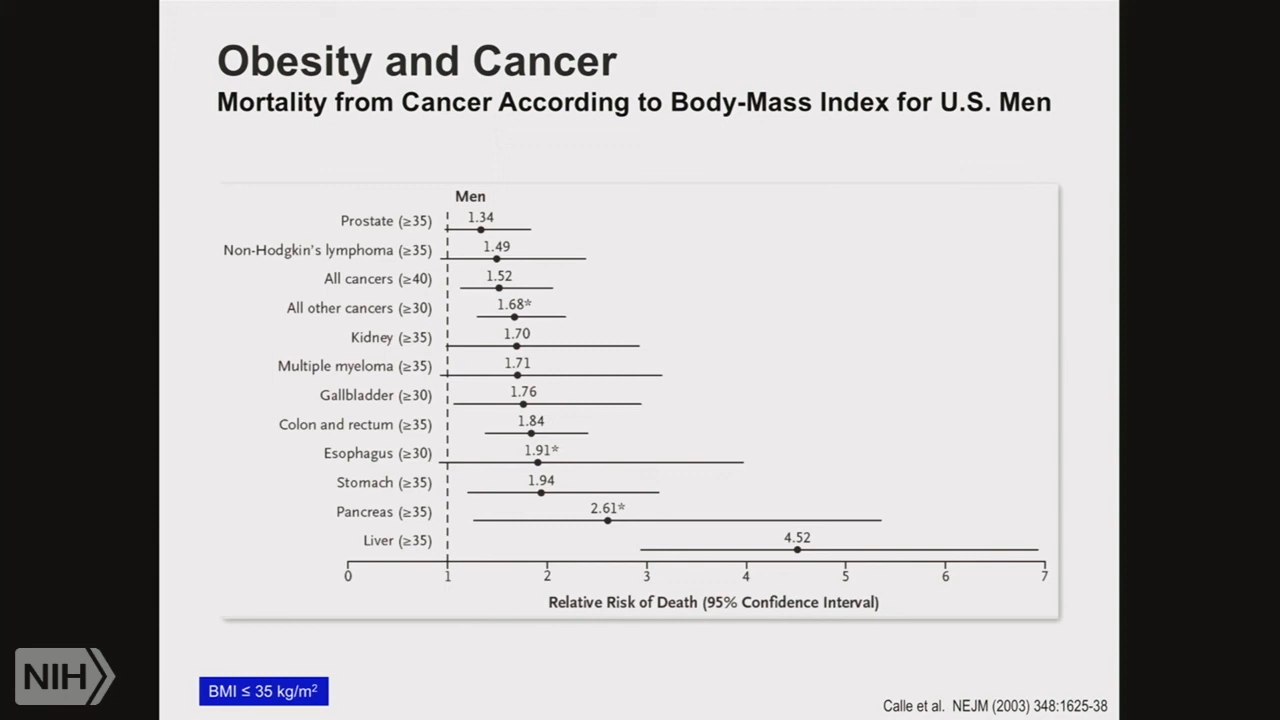 Obesity and Cancer
Mortality from Cancer According to Body-Mass Index for U.S. Men
Men
Prostate (≥35) 1.34
Non-Hodgkin's lymphoma (≥35) 1.49
All cancers (≥40) 1.52
All other cancers (≥30) 1.68*
Kidney (≥35) 1.70
Multiple myeloma (≥35) 1.71
Gallbladder (≥30) 1.76
Colon and rectum (≥35) 1.84
Esophagus (≥30) 1.91*
Stomach (≥35) 1.94
Pancreas (≥35) 2.61*
Liver (≥35) 4.52
0 1 2 3 4 5 6 7
Relative Risk of Death (95% Confidence Interval)
NIH
BMI ≤ 35 kg/m²
Calle et al. NEJM (2003) 348:1625-38